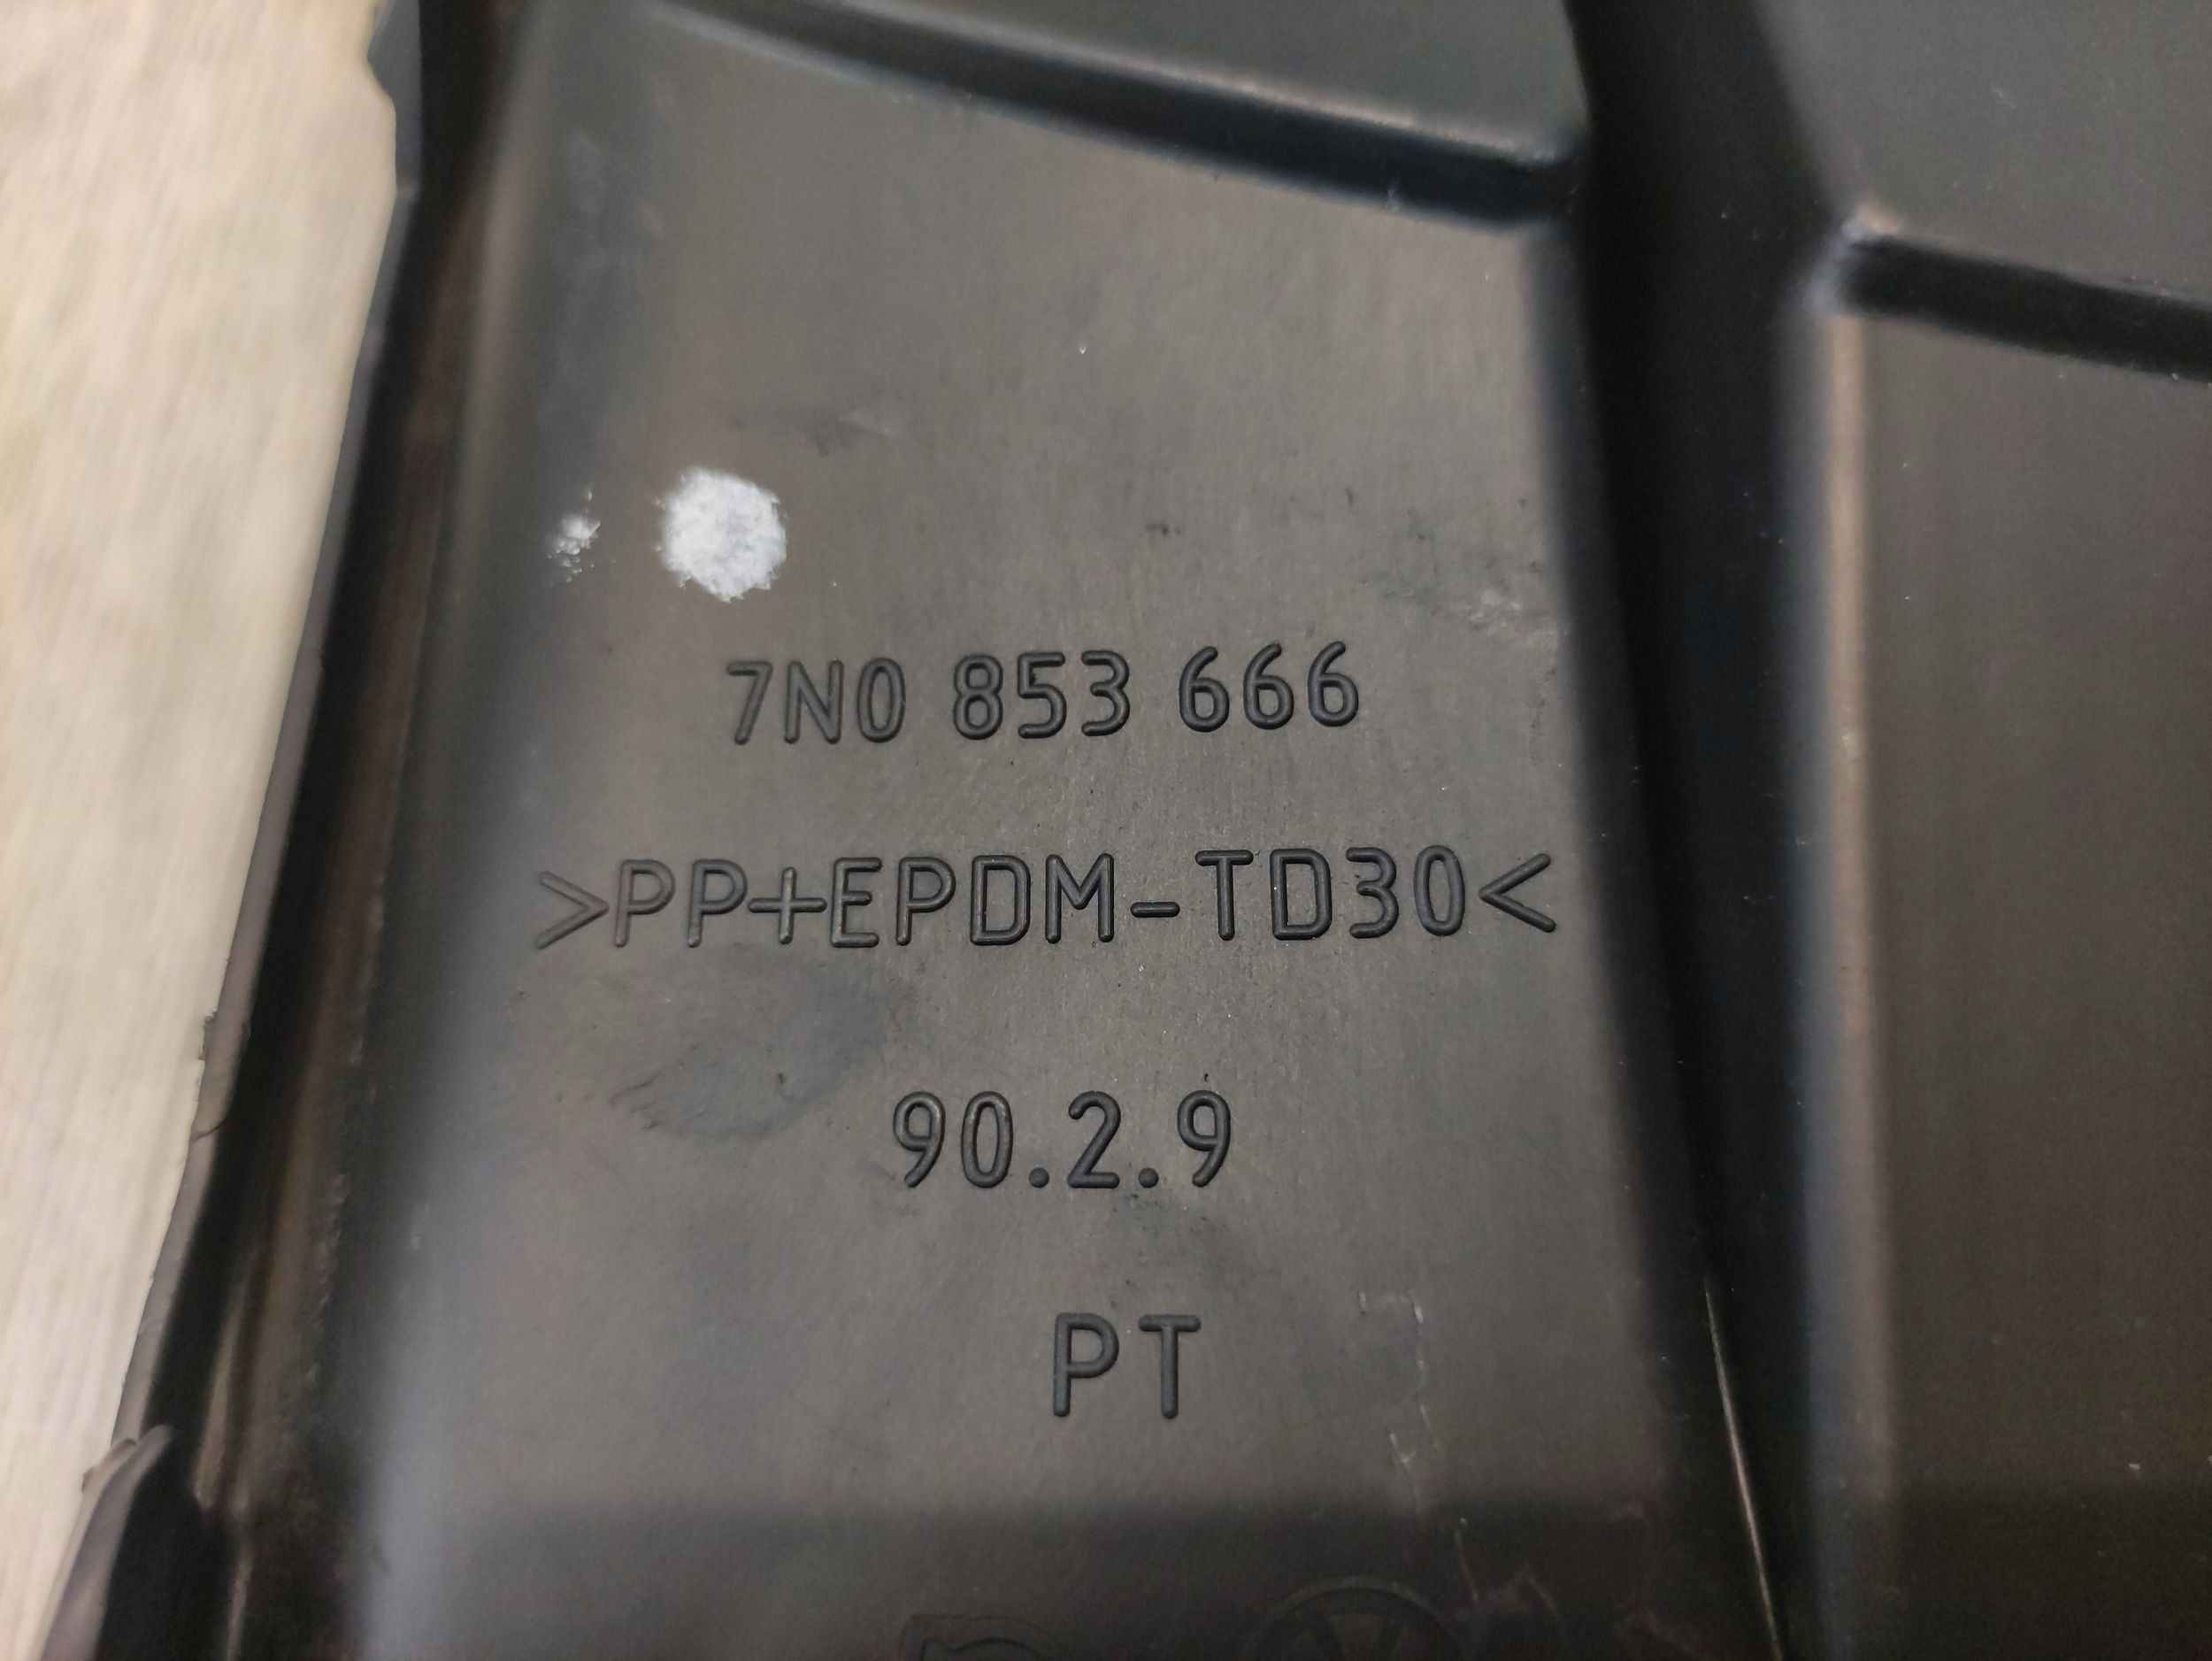 7N0 853 666
>PP+EPDM-TD30<
90.2.9
PT